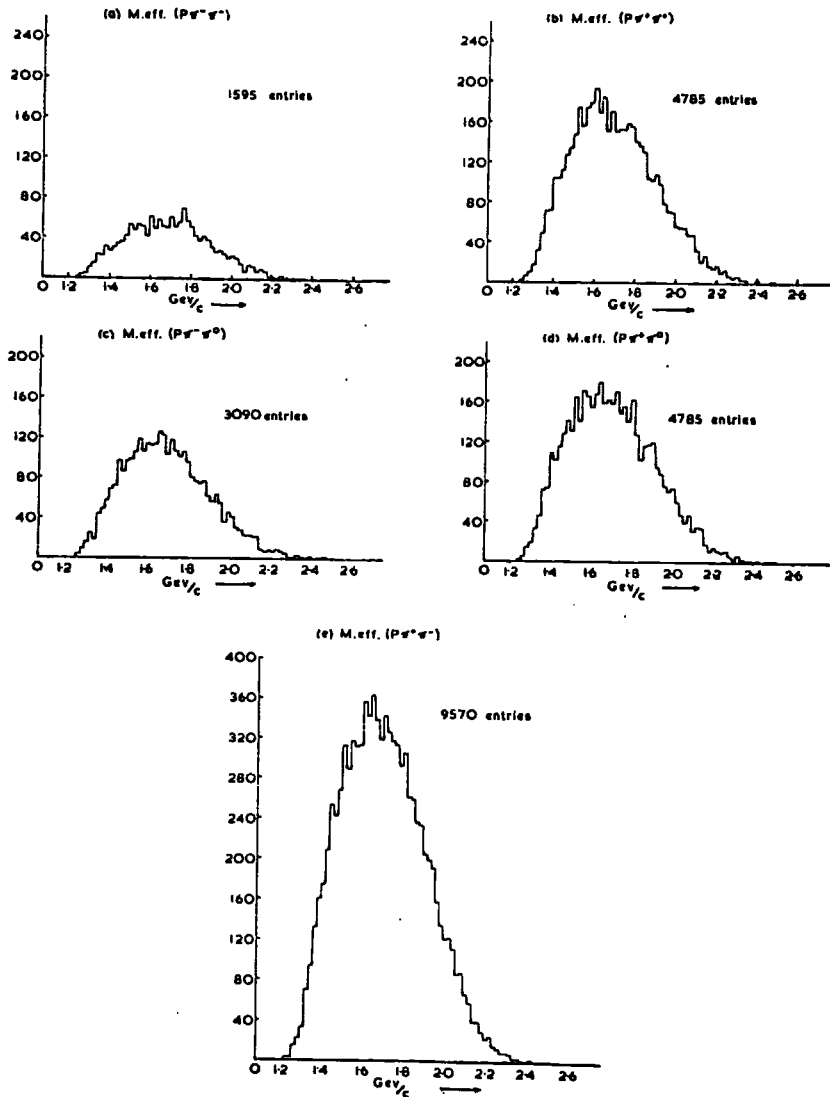 (a) M.eff. (Pπ⁻π⁻)
1595 entries
240
200
160
120
80
40
0 1·2 1·4 1·6 1·8 2·0 2·2 2·4 2·6
Gev/c
(b) M.eff. (Pπ⁺π⁺)
4785 entries
240
200
160
120
80
40
0 1·2 1·4 1·6 1·8 2·0 2·2 2·4 2·6
Gev/c
(c) M.eff. (Pπ⁻π⁰)
3090 entries
200
160
120
80
40
0 1·2 1·4 1·6 1·8 2·0 2·2 2·4 2·6
Gev/c
(d) M.eff. (Pπ⁺π⁰)
4785 entries
200
160
120
80
40
0 1·2 1·4 1·6 1·8 2·0 2·2 2·4 2·6
Gev/c
(e) M.eff. (Pπ⁺π⁻)
9570 entries
400
360
320
280
240
200
160
120
80
40
0 1·2 1·4 1·6 1·8 2·0 2·2 2·4 2·6
Gev/c